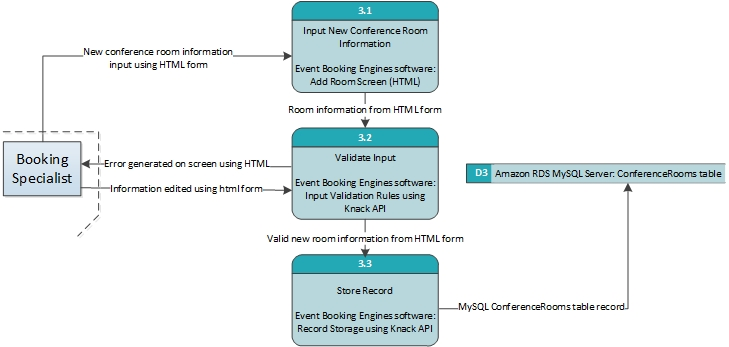 3.1
Input New Conference Room
Information
Event Booking Engines software:
Add Room Screen (HTML)
New conference room information
input using HTML form
Room information from HTML form
3.2
Validate Input
Event Booking Engines software:
Input Validation Rules using
Knack API
Booking
Specialist
Error generated on screen using HTML
Information edited using html form
D3 Amazon RDS MySQL Server: ConferenceRooms table
Valid new room information from HTML form
3.3
Store Record
Event Booking Engines software:
Record Storage using Knack API
MySQL ConferenceRooms table record